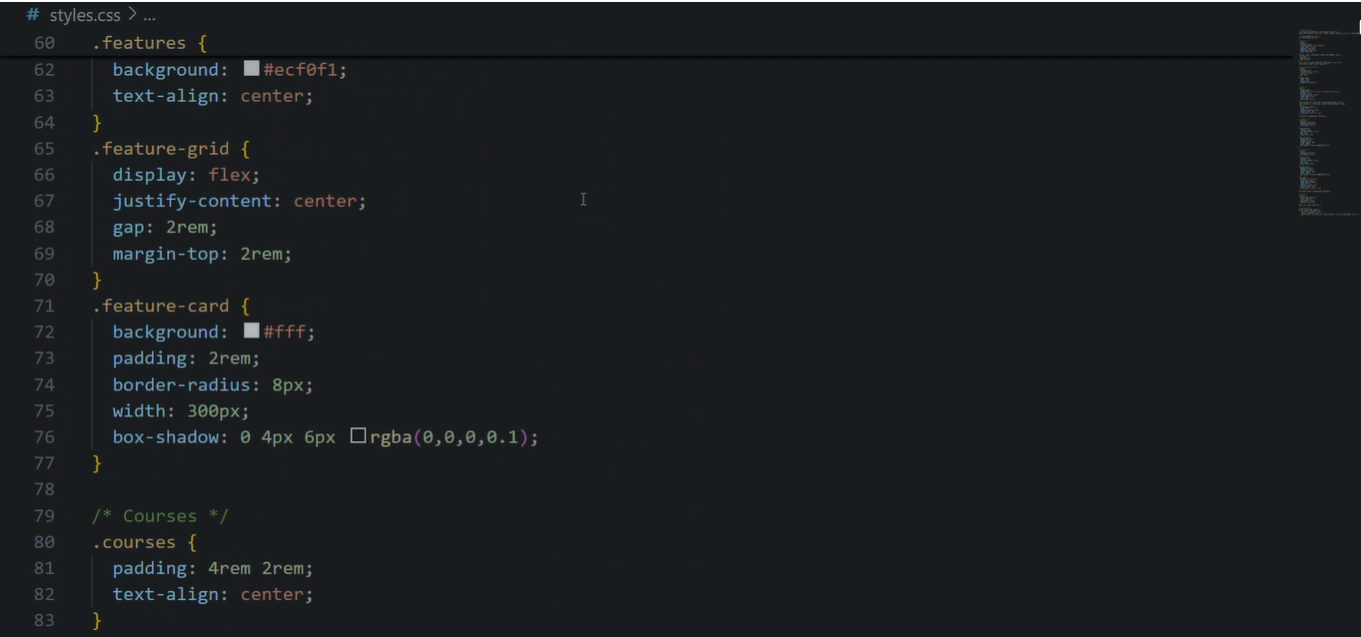 # styles.css > ...
60 .features {
62 background: #ecf0f1;
63 text-align: center;
64 }
65 .feature-grid {
66 display: flex;
67 justify-content: center;
68 gap: 2rem;
69 margin-top: 2rem;
70 }
71 .feature-card {
72 background: #fff;
73 padding: 2rem;
74 border-radius: 8px;
75 width: 300px;
76 box-shadow: 0 4px 6px rgba(0,0,0,0.1);
77 }
78
79 /* Courses */
80 .courses {
81 padding: 4rem 2rem;
82 text-align: center;
83 }